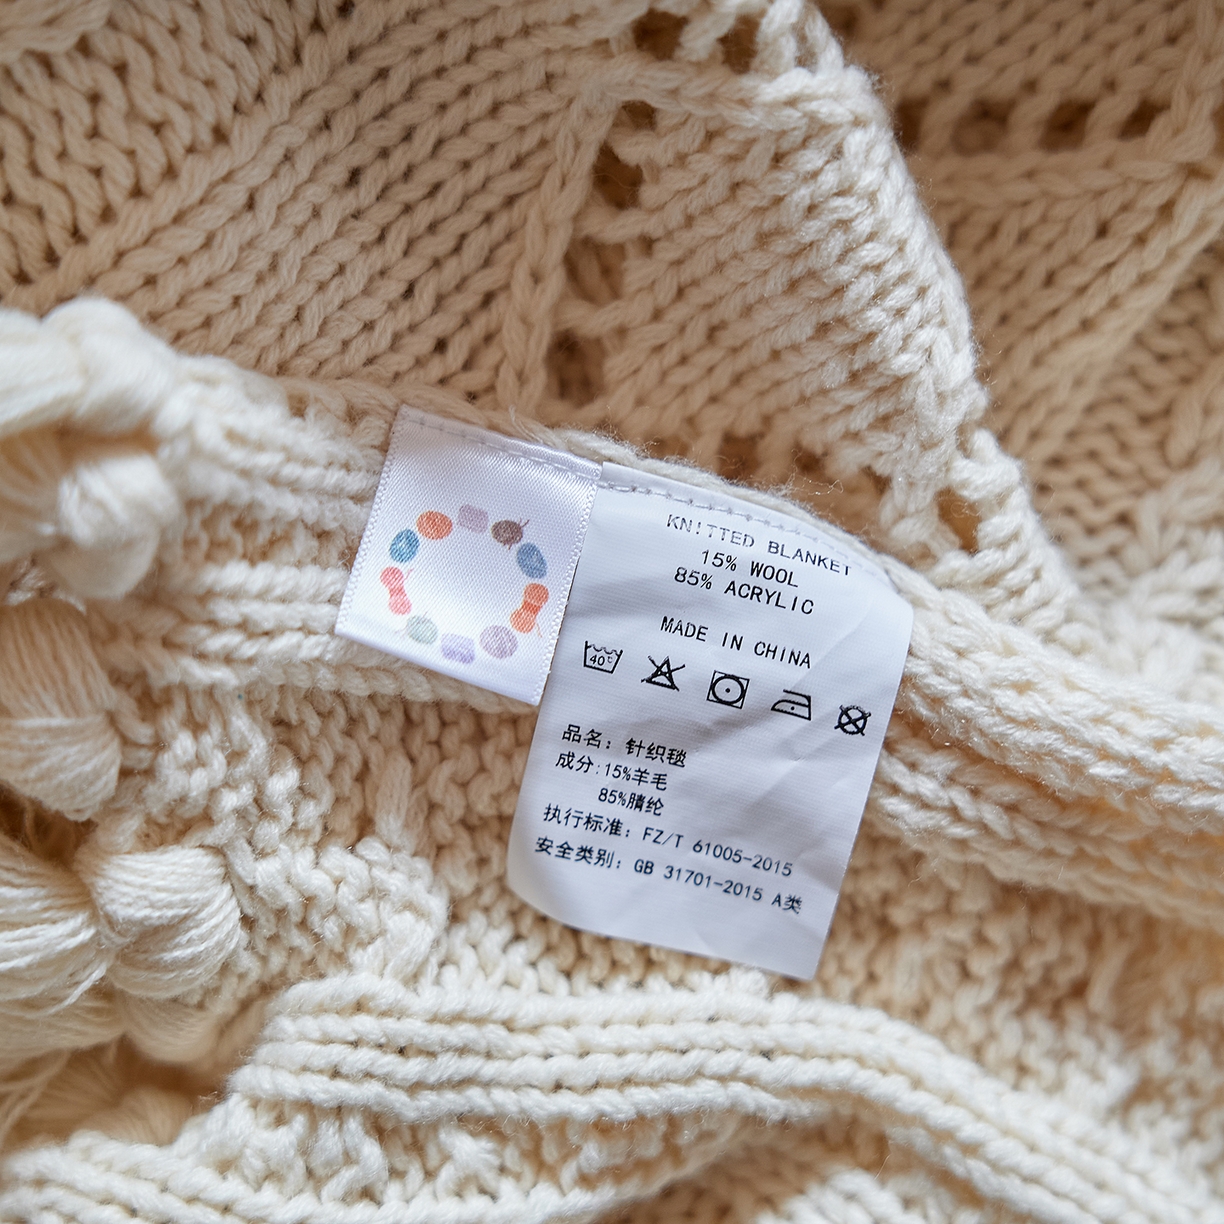 KNITTED BLANKET
15% WOOL
85% ACRYLIC
MADE IN CHINA
40℃
品名：针织毯
成分:15%羊毛
85%腈纶
执行标准：FZ/T 61005-2015
安全类别：GB 31701-2015 A类